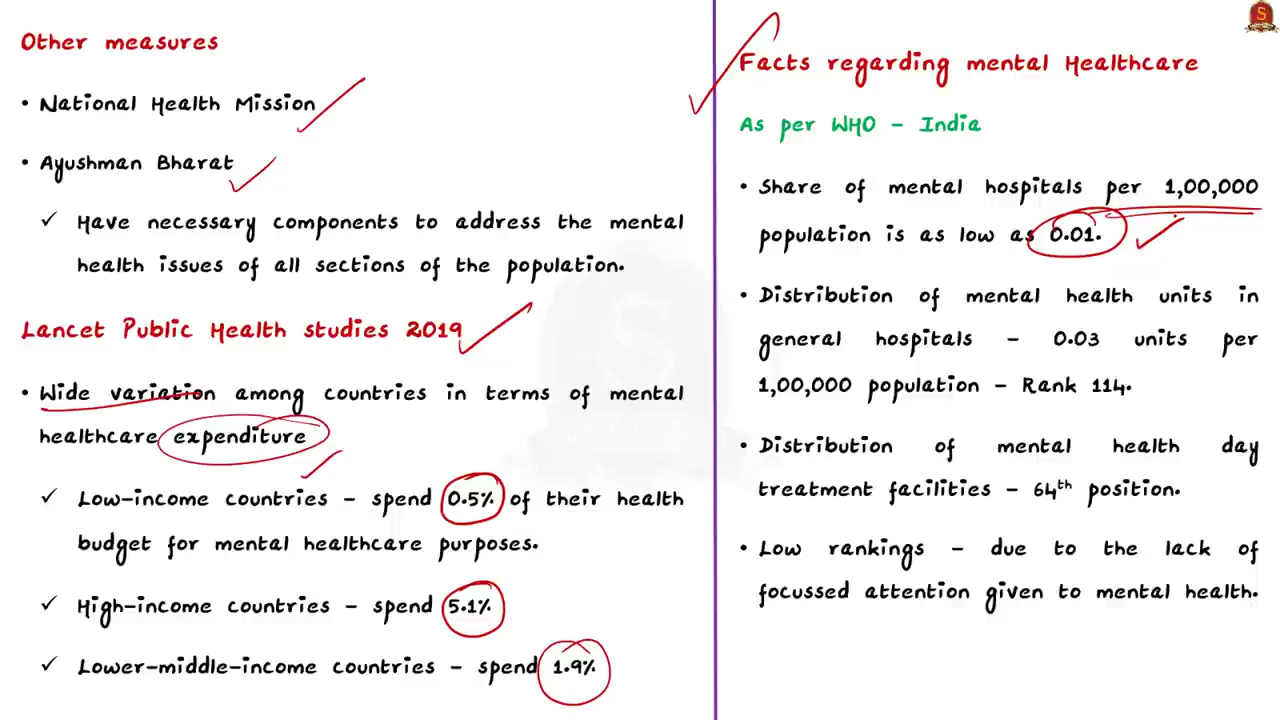 Other measures
• National Health Mission
• Ayushman Bharat
✓ Have necessary components to address the mental
health issues of all sections of the population.
Lancet Public Health studies 2019
• Wide variation among countries in terms of mental
healthcare expenditure
✓ Low-income countries - spend 0.5% of their health
budget for mental healthcare purposes.
✓ High-income countries - spend 5.1%
✓ Lower-middle-income countries - spend 1.9%
Facts regarding mental Healthcare
As per WHO - India
• Share of mental hospitals per 1,00,000
population is as low as 0.01.
• Distribution of mental health units in
general hospitals - 0.03 units per
1,00,000 population - Rank 114.
• Distribution of mental health day
treatment facilities - 64th position.
• Low rankings - due to the lack of
focussed attention given to mental health.
S